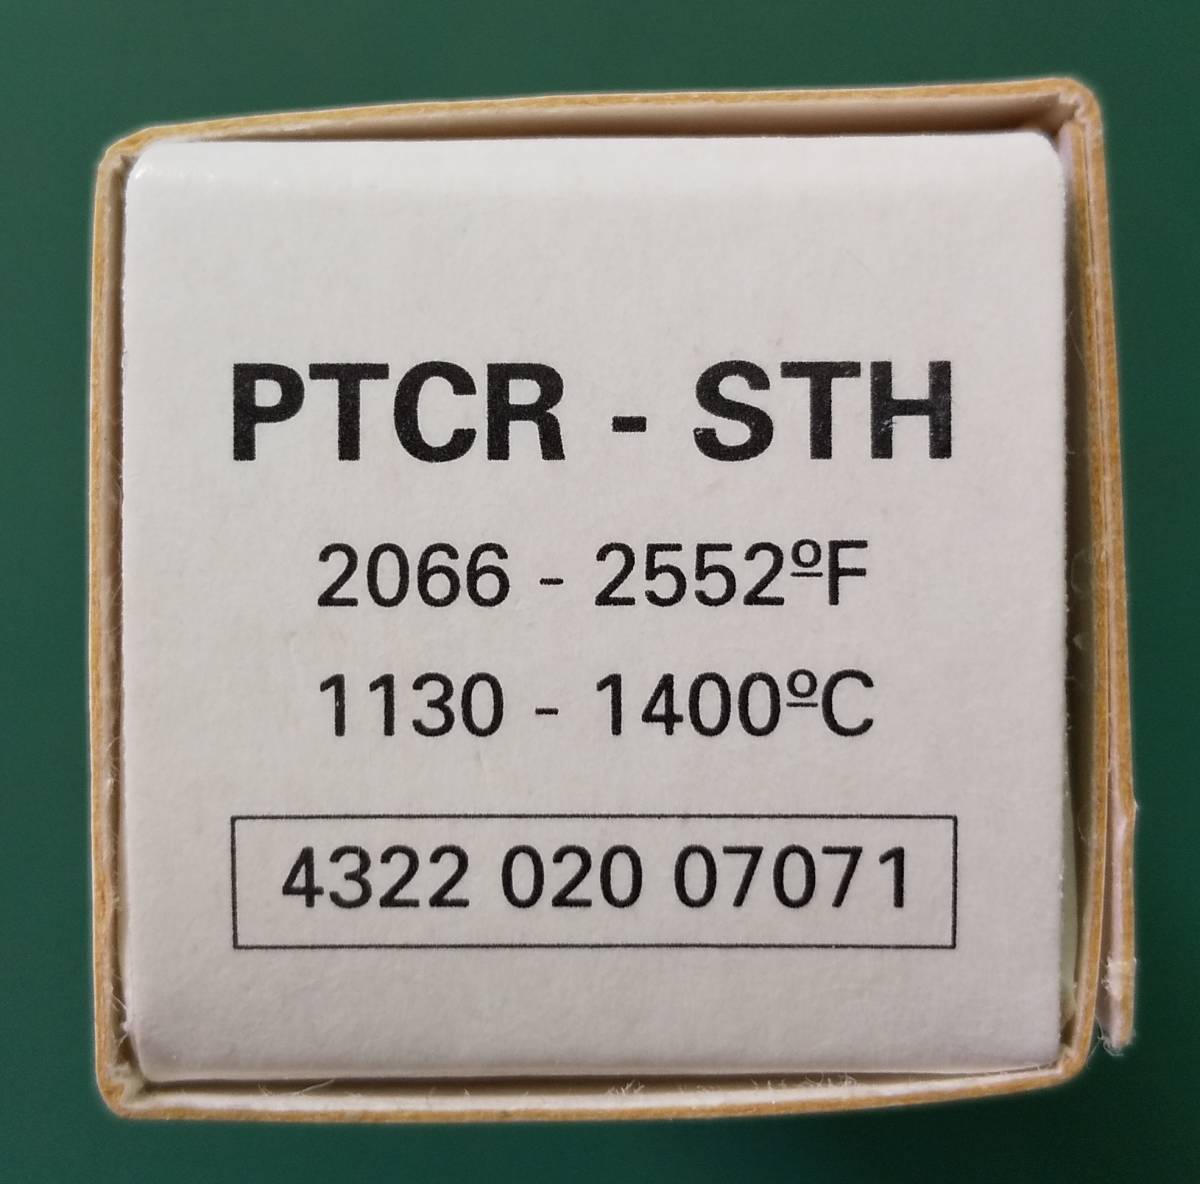 PTCR - STH
2066 - 2552ºF
1130 - 1400ºC
4322 020 07071